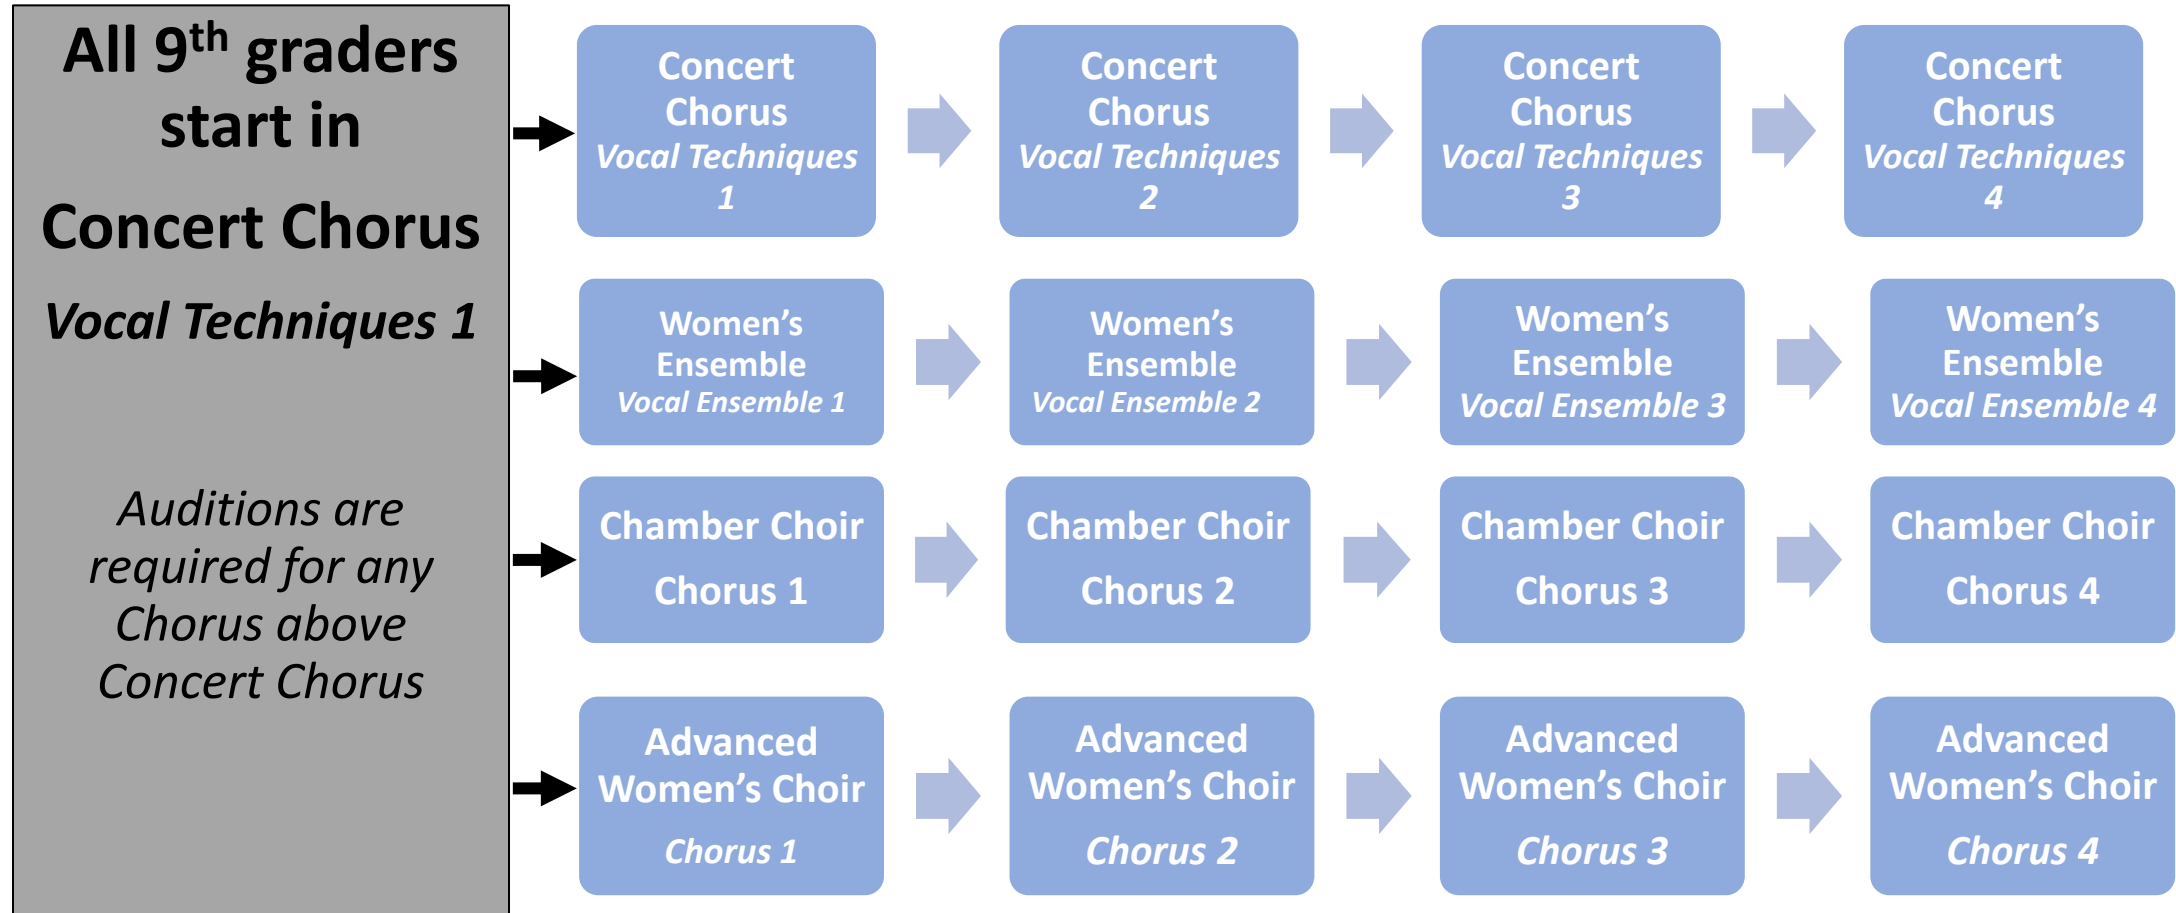 All 9th graders
start in
Concert Chorus
Vocal Techniques 1
Auditions are
required for any
Chorus above
Concert Chorus
Concert
Chorus
Vocal Techniques
1
Concert
Chorus
Vocal Techniques
2
Concert
Chorus
Vocal Techniques
3
Concert
Chorus
Vocal Techniques
4
Women’s
Ensemble
Vocal Ensemble 1
Women’s
Ensemble
Vocal Ensemble 2
Women’s
Ensemble
Vocal Ensemble 3
Women’s
Ensemble
Vocal Ensemble 4
Chamber Choir
Chorus 1
Chamber Choir
Chorus 2
Chamber Choir
Chorus 3
Chamber Choir
Chorus 4
Advanced
Women’s Choir
Chorus 1
Advanced
Women’s Choir
Chorus 2
Advanced
Women’s Choir
Chorus 3
Advanced
Women’s Choir
Chorus 4